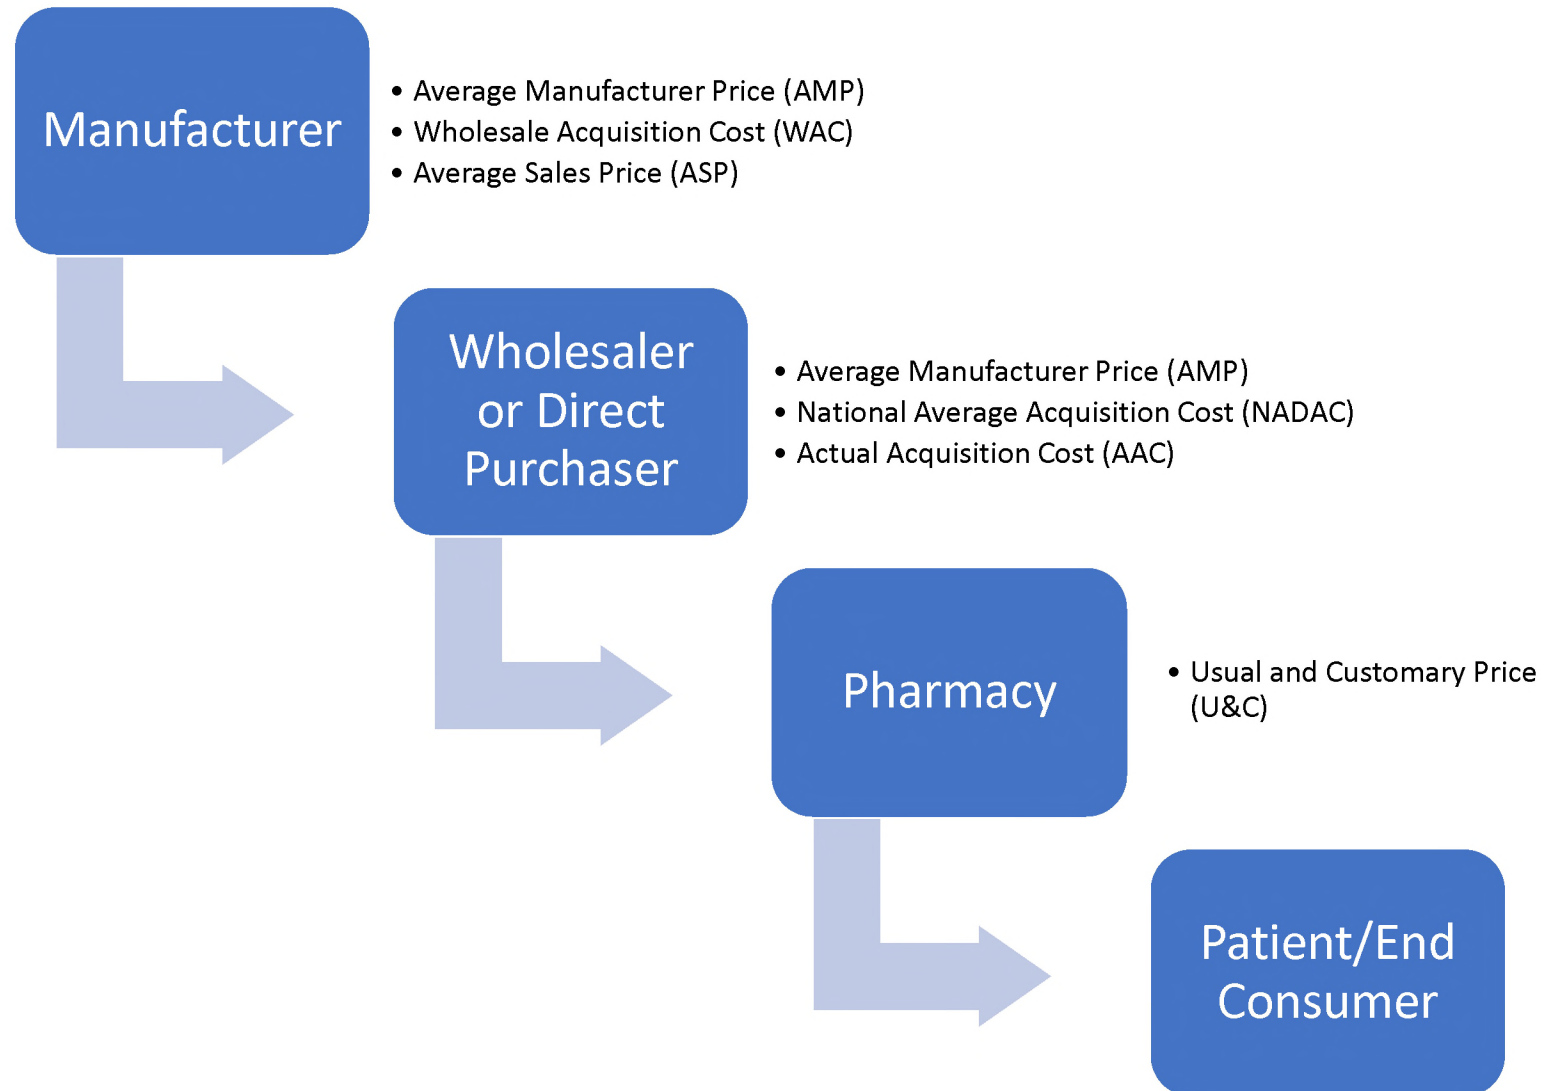 Manufacturer
• Average Manufacturer Price (AMP)
• Wholesale Acquisition Cost (WAC)
• Average Sales Price (ASP)
Wholesaler
or Direct
Purchaser
• Average Manufacturer Price (AMP)
• National Average Acquisition Cost (NADAC)
• Actual Acquisition Cost (AAC)
Pharmacy
• Usual and Customary Price
(U&C)
Patient/End
Consumer